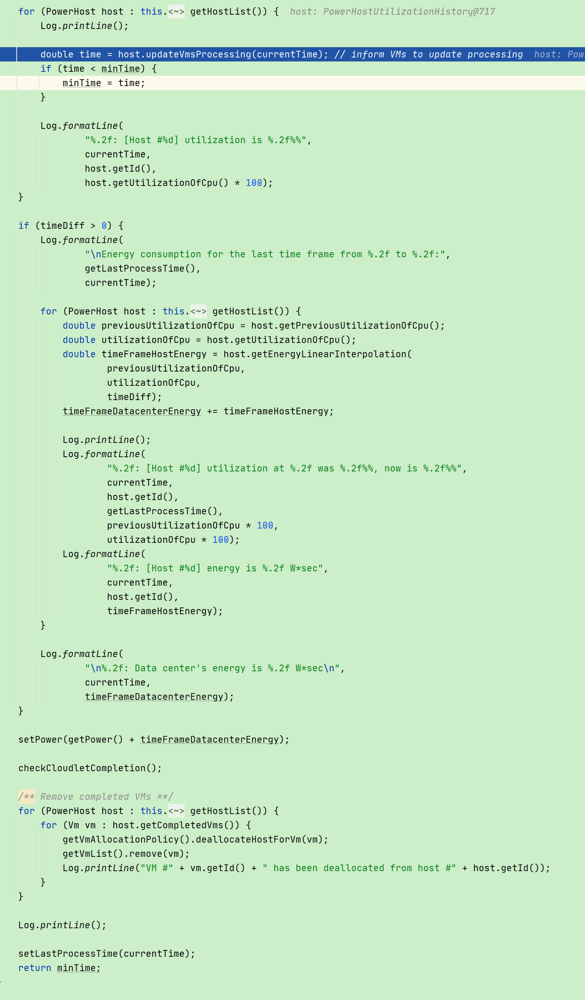 for (PowerHost host : this.<~> getHostList()) {  host: PowerHostUtilizationHistory@717
    Log.printLine();

    double time = host.updateVmsProcessing(currentTime); // inform VMs to update processing  host: Pow
    if (time < minTime) {
        minTime = time;
    }

    Log.formatLine(
            "%.2f: [Host #%d] utilization is %.2f%%",
            currentTime,
            host.getId(),
            host.getUtilizationOfCpu() * 100);
}

if (timeDiff > 0) {
    Log.formatLine(
            "\nEnergy consumption for the last time frame from %.2f to %.2f:",
            getLastProcessTime(),
            currentTime);

    for (PowerHost host : this.<~> getHostList()) {
        double previousUtilizationOfCpu = host.getPreviousUtilizationOfCpu();
        double utilizationOfCpu = host.getUtilizationOfCpu();
        double timeFrameHostEnergy = host.getEnergyLinearInterpolation(
                previousUtilizationOfCpu,
                utilizationOfCpu,
                timeDiff);
        timeFrameDatacenterEnergy += timeFrameHostEnergy;

        Log.printLine();
        Log.formatLine(
                "%.2f: [Host #%d] utilization at %.2f was %.2f%%, now is %.2f%%",
                currentTime,
                host.getId(),
                getLastProcessTime(),
                previousUtilizationOfCpu * 100,
                utilizationOfCpu * 100);
        Log.formatLine(
                "%.2f: [Host #%d] energy is %.2f W*sec",
                currentTime,
                host.getId(),
                timeFrameHostEnergy);
    }

    Log.formatLine(
            "\n%.2f: Data center's energy is %.2f W*sec\n",
            currentTime,
            timeFrameDatacenterEnergy);
}

setPower(getPower() + timeFrameDatacenterEnergy);

checkCloudletCompletion();

/** Remove completed VMs **/
for (PowerHost host : this.<~> getHostList()) {
    for (Vm vm : host.getCompletedVms()) {
        getVmAllocationPolicy().deallocateHostForVm(vm);
        getVmList().remove(vm);
        Log.printLine("VM #" + vm.getId() + " has been deallocated from host #" + host.getId());
    }
}

Log.printLine();

setLastProcessTime(currentTime);
return minTime;